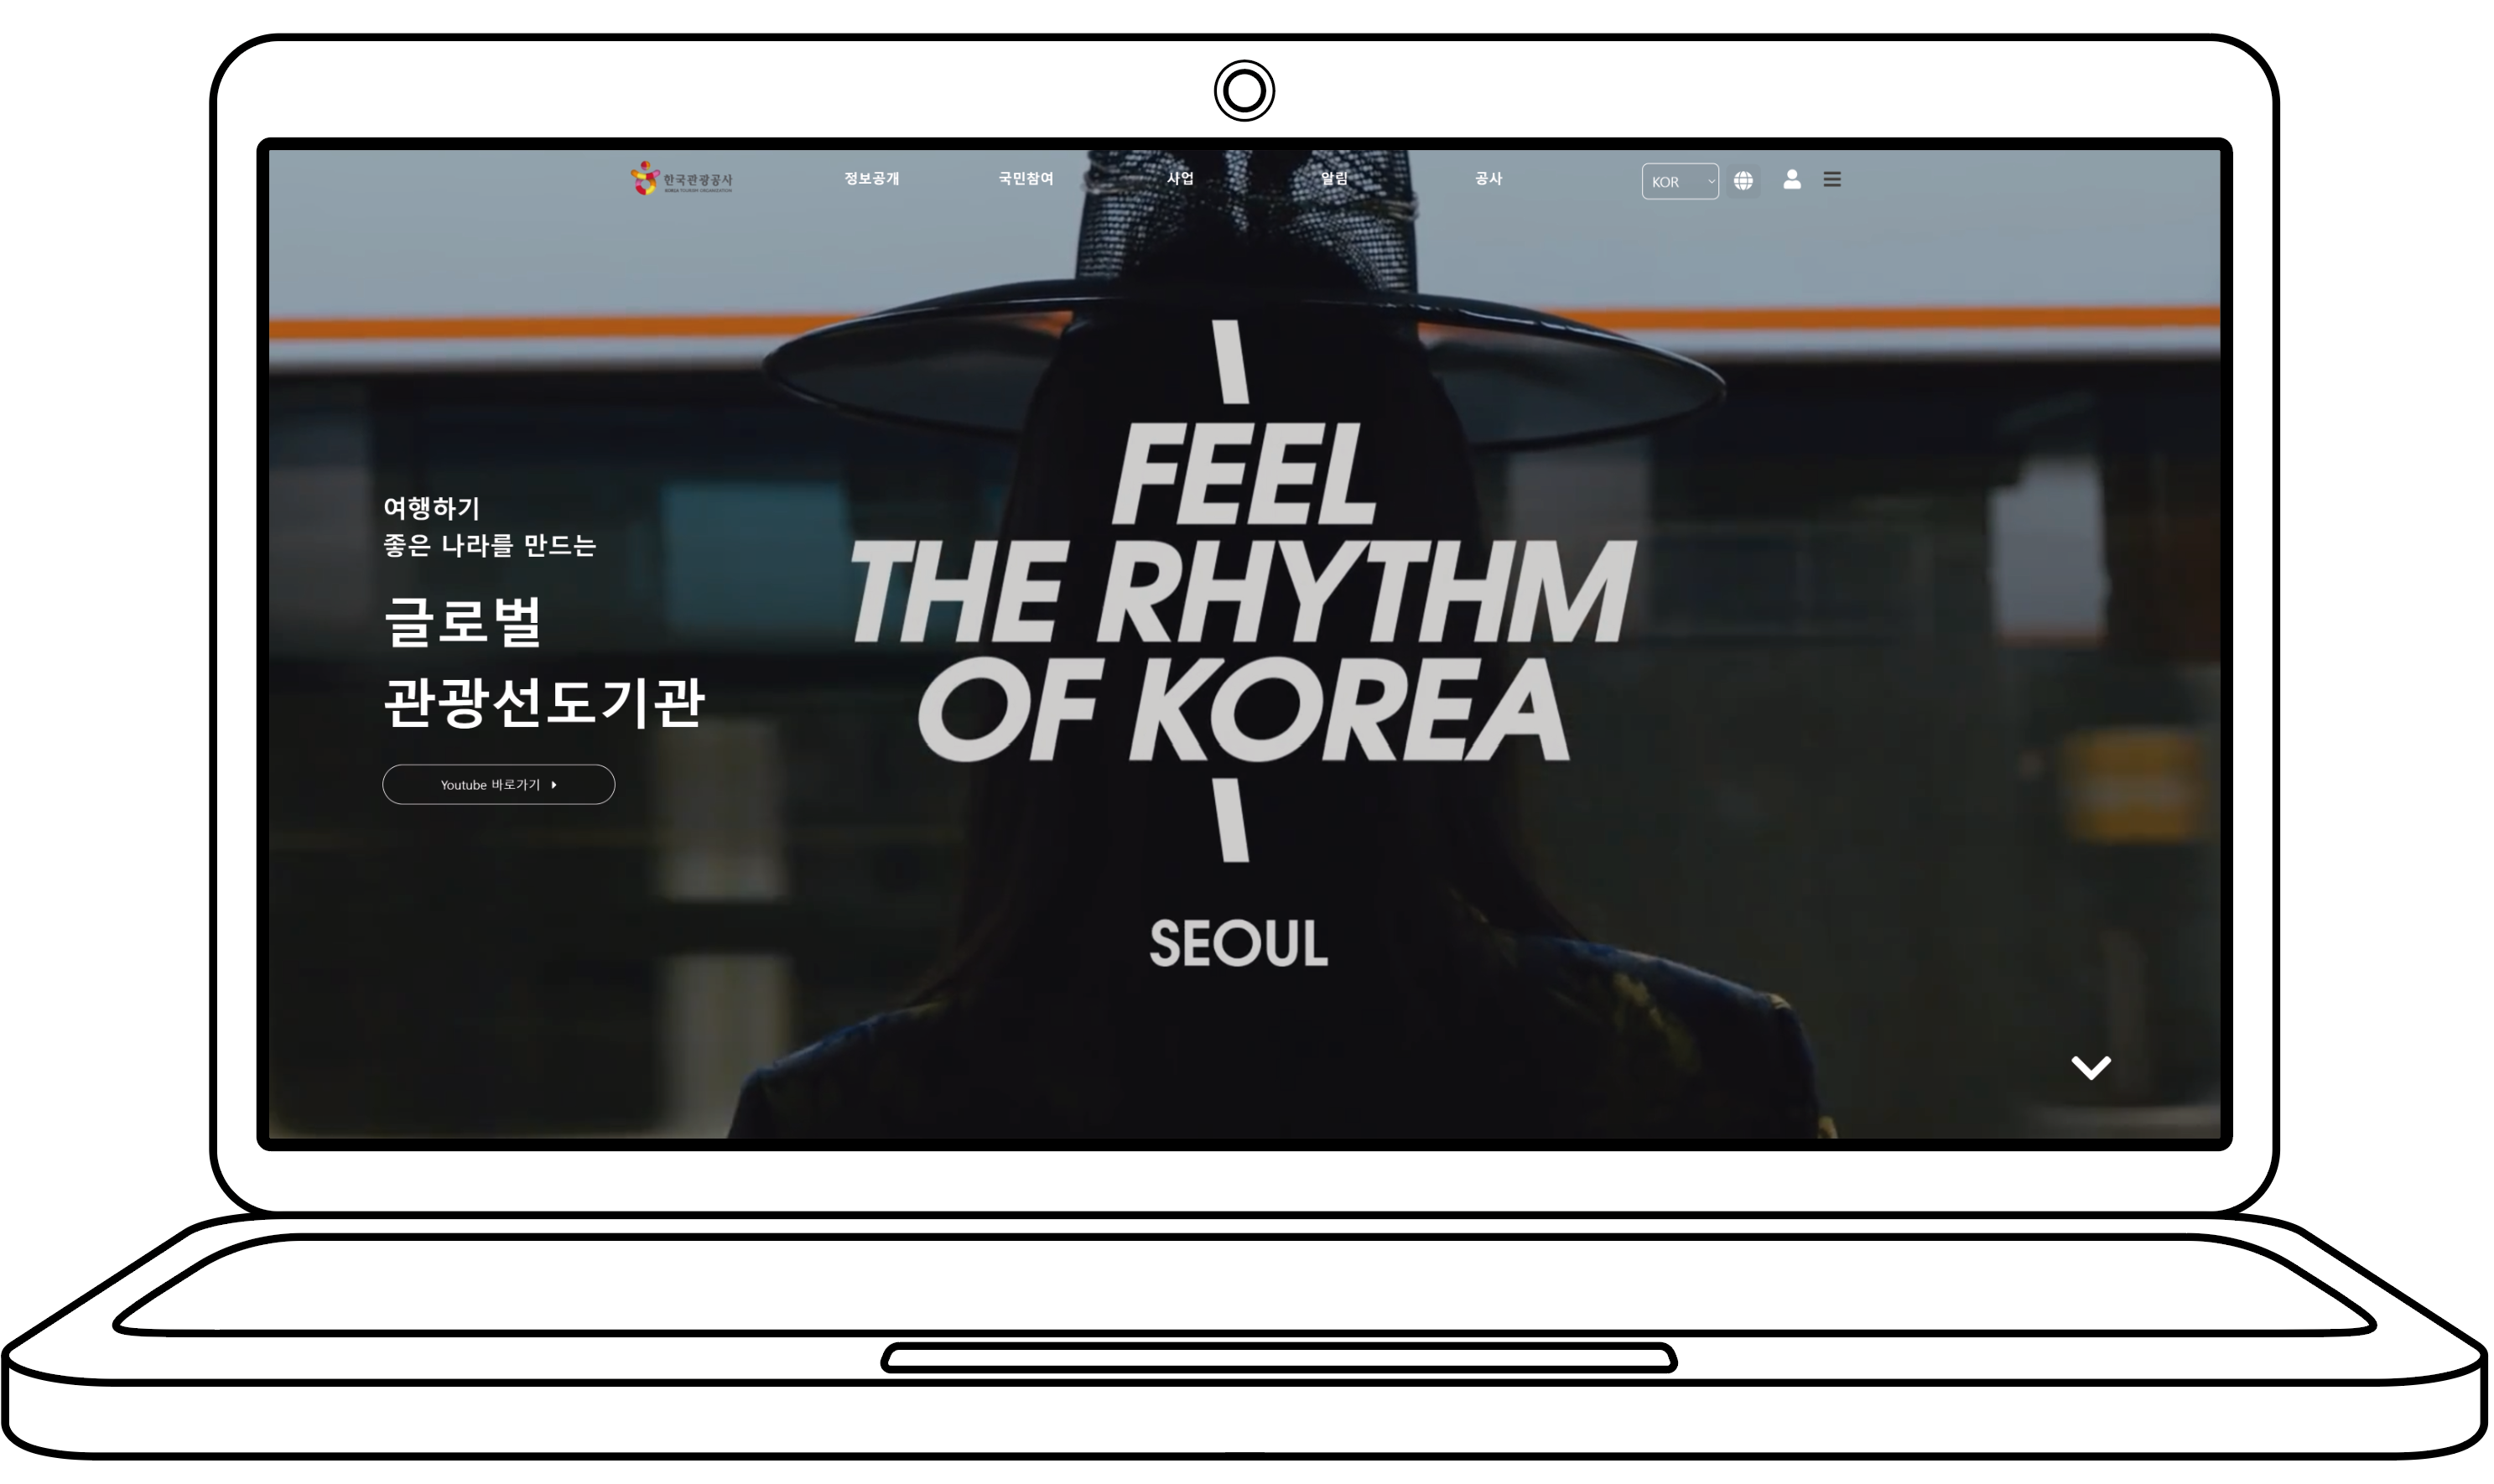 한국관광공사
KOREA TOURISM ORGANIZATION
정보공개
국민참여
사업
알림
공사
KOR
여행하기
좋은 나라를 만드는
글로벌
관광선도기관
Youtube 바로가기
FEEL
THE RHYTHM
OF KOREA
SEOUL